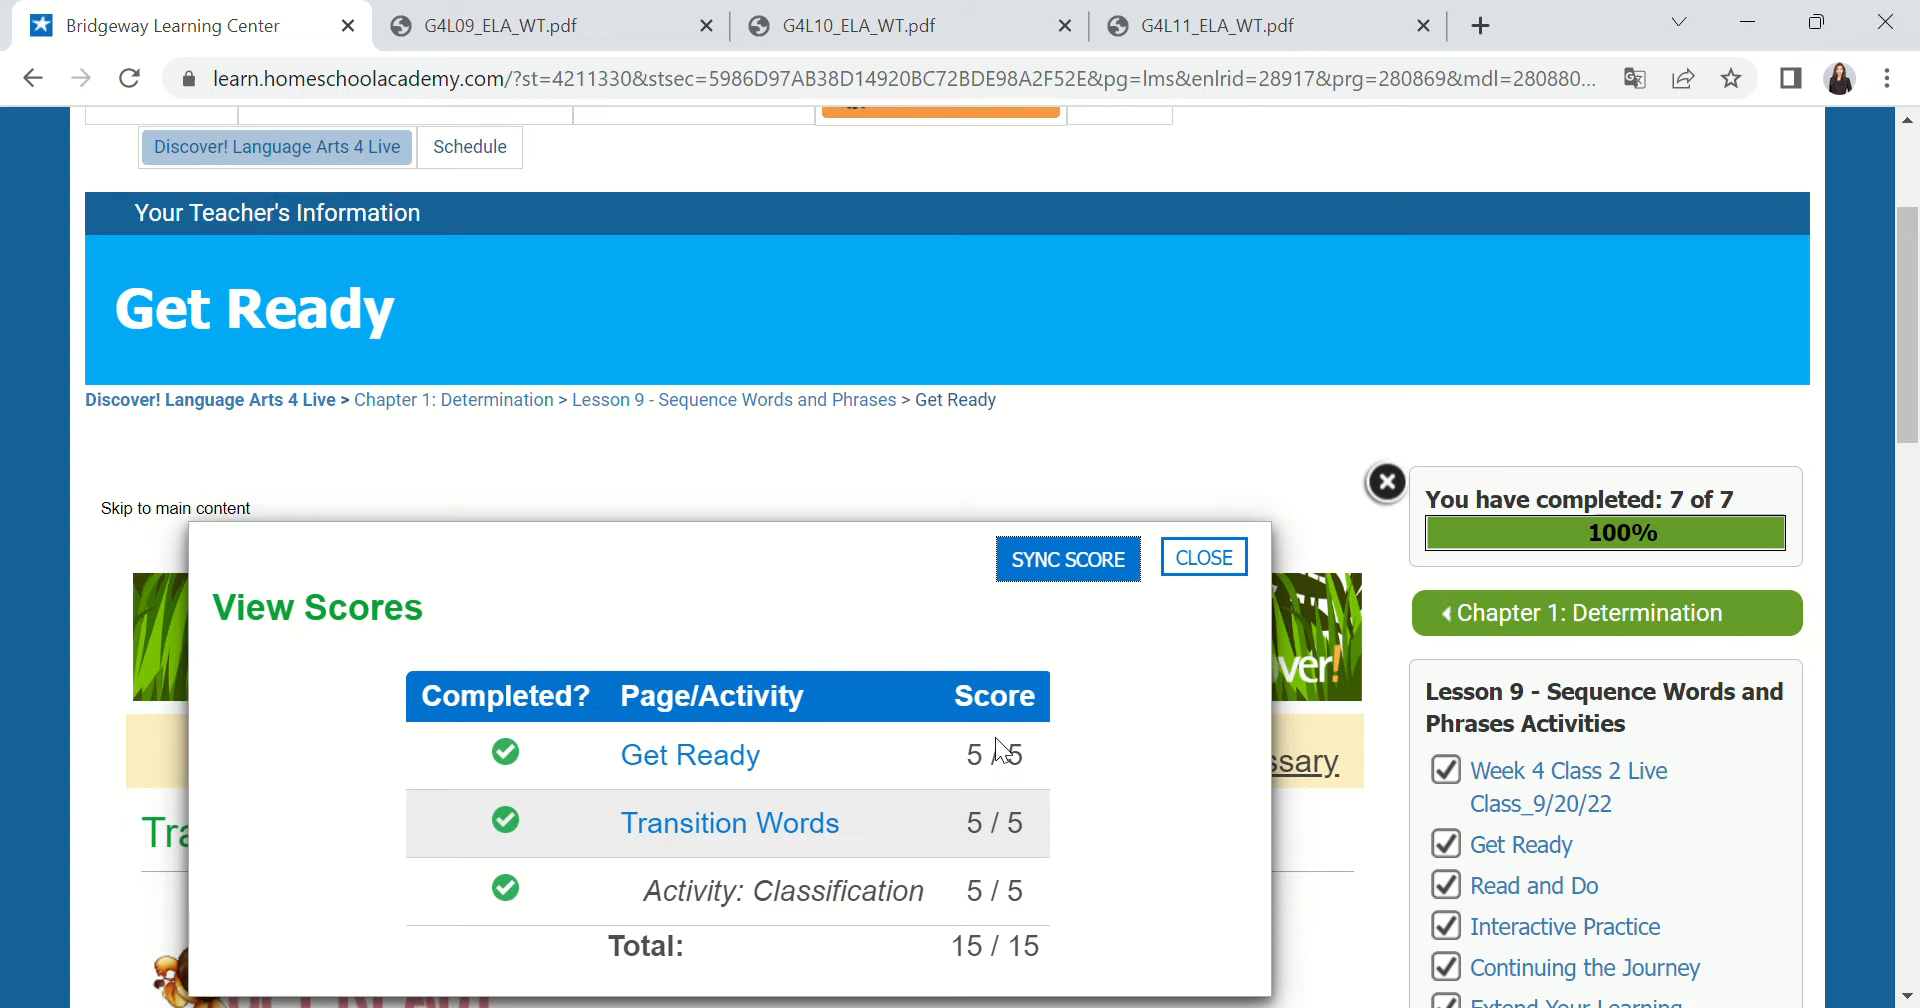 Bridgeway Learning Center
G4L09_ELA_WT.pdf
G4L10_ELA_WT.pdf
G4L11_ELA_WT.pdf
learn.homeschoolacademy.com/?st=4211330&stsec=5986D97AB38D14920BC72BDE98A2F52E&pg=lms&enlrid=28917&prg=280869&mdl=280880...
Discover! Language Arts 4 Live
Schedule
Your Teacher's Information
Get Ready
Discover! Language Arts 4 Live > Chapter 1: Determination > Lesson 9 - Sequence Words and Phrases > Get Ready
Skip to main content
You have completed: 7 of 7
100%
SYNC SCORE
CLOSE
View Scores
Chapter 1: Determination
ver!
Completed? Page/Activity Score
Get Ready 5 / 5
Transition Words 5 / 5
Activity: Classification 5 / 5
Total: 15 / 15
ssary
Tra
Lesson 9 - Sequence Words and
Phrases Activities
Week 4 Class 2 Live
Class_9/20/22
Get Ready
Read and Do
Interactive Practice
Continuing the Journey
Extend Your Learning